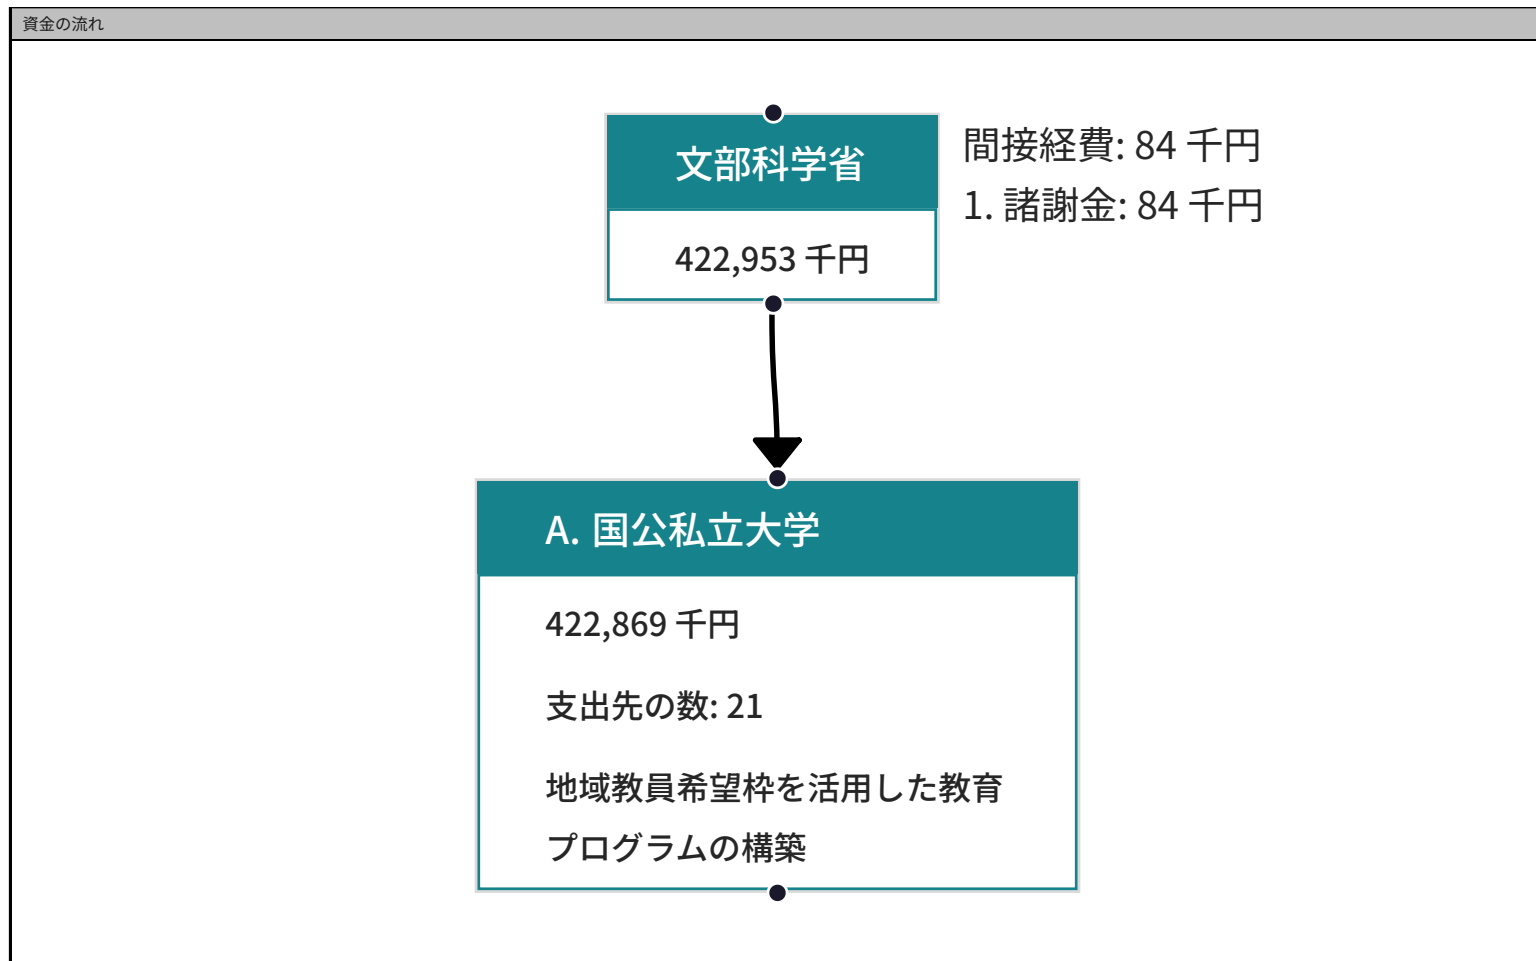 資金の流れ
文部科学省
422,953 千円
間接経費: 84 千円
1. 諸謝金: 84 千円
A. 国公私立大学
422,869 千円
支出先の数: 21
地域教員希望枠を活用した教育
プログラムの構築